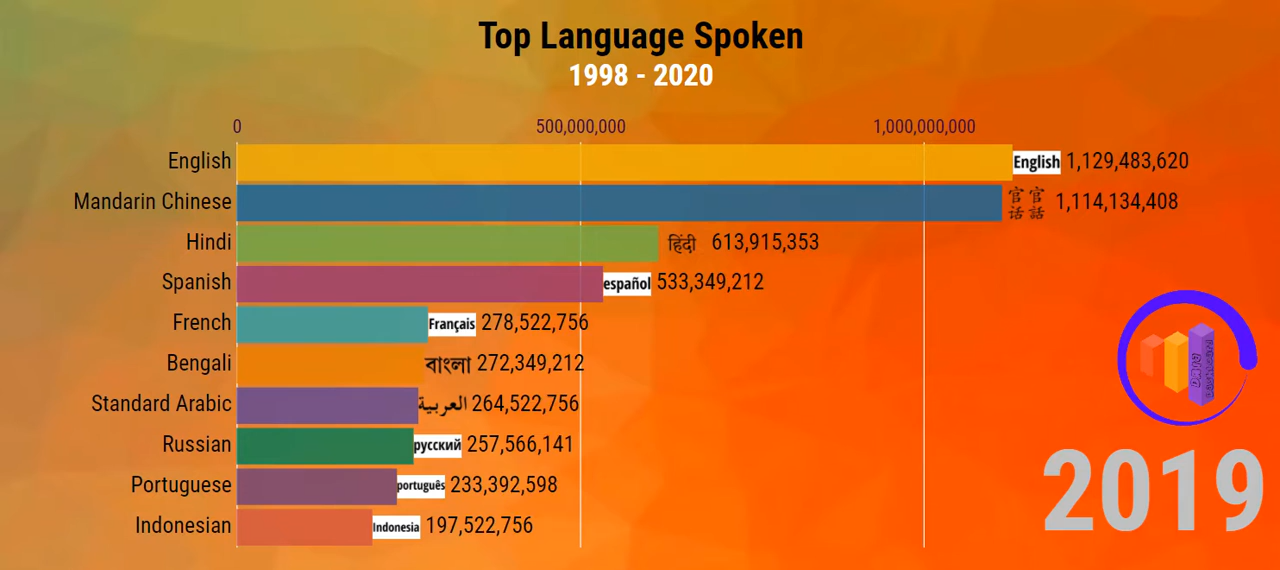 Top Language Spoken
1998 - 2020
0 500,000,000 1,000,000,000
English English 1,129,483,620
Mandarin Chinese 官 官 1,114,134,408
话 話
Hindi हिंदी 613,915,353
Spanish español 533,349,212
French Français 278,522,756
Bengali বাংলা 272,349,212
Standard Arabic العربية 264,522,756
Russian русский 257,566,141
Portuguese português 233,392,598
Indonesian Indonesia 197,522,756
2019